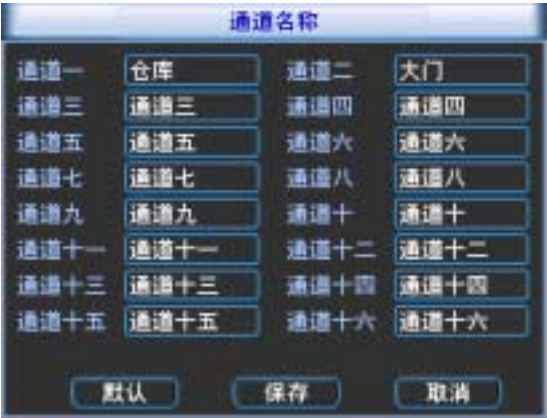 通道名称
通道一 仓库 通道二 大门
通道三 通道三 通道四 通道四
通道五 通道五 通道六 通道六
通道七 通道七 通道八 通道八
通道九 通道九 通道十 通道十
通道十一 通道十一 通道十二 通道十二
通道十三 通道十三 通道十四 通道十四
通道十五 通道十五 通道十六 通道十六
默认 保存 取消